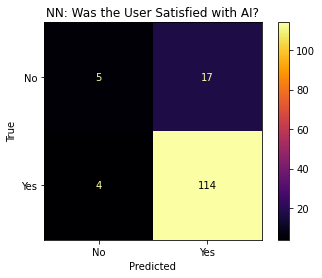 NN: Was the User Satisfied with AI?
No
5
17
Yes
4
114
No
Yes
True
Predicted
100
80
60
40
20